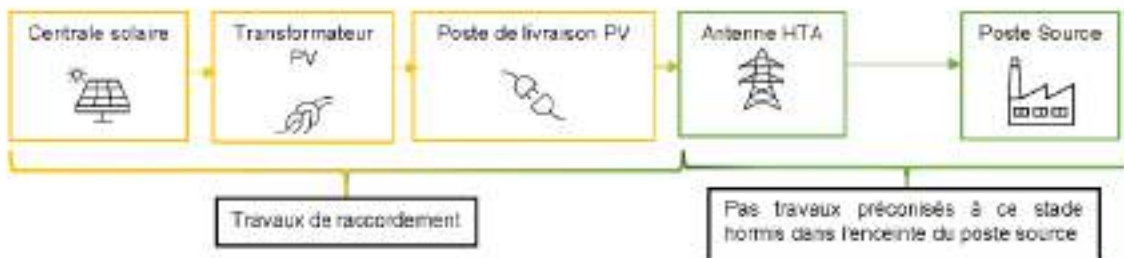 Centrale solaire
Transformateur
PV
Poste de livraison PV
Antenne HTA
Poste Source
Travaux de raccordement
Pas travaux préconisés à ce stade
hormis dans l'enceinte du poste source